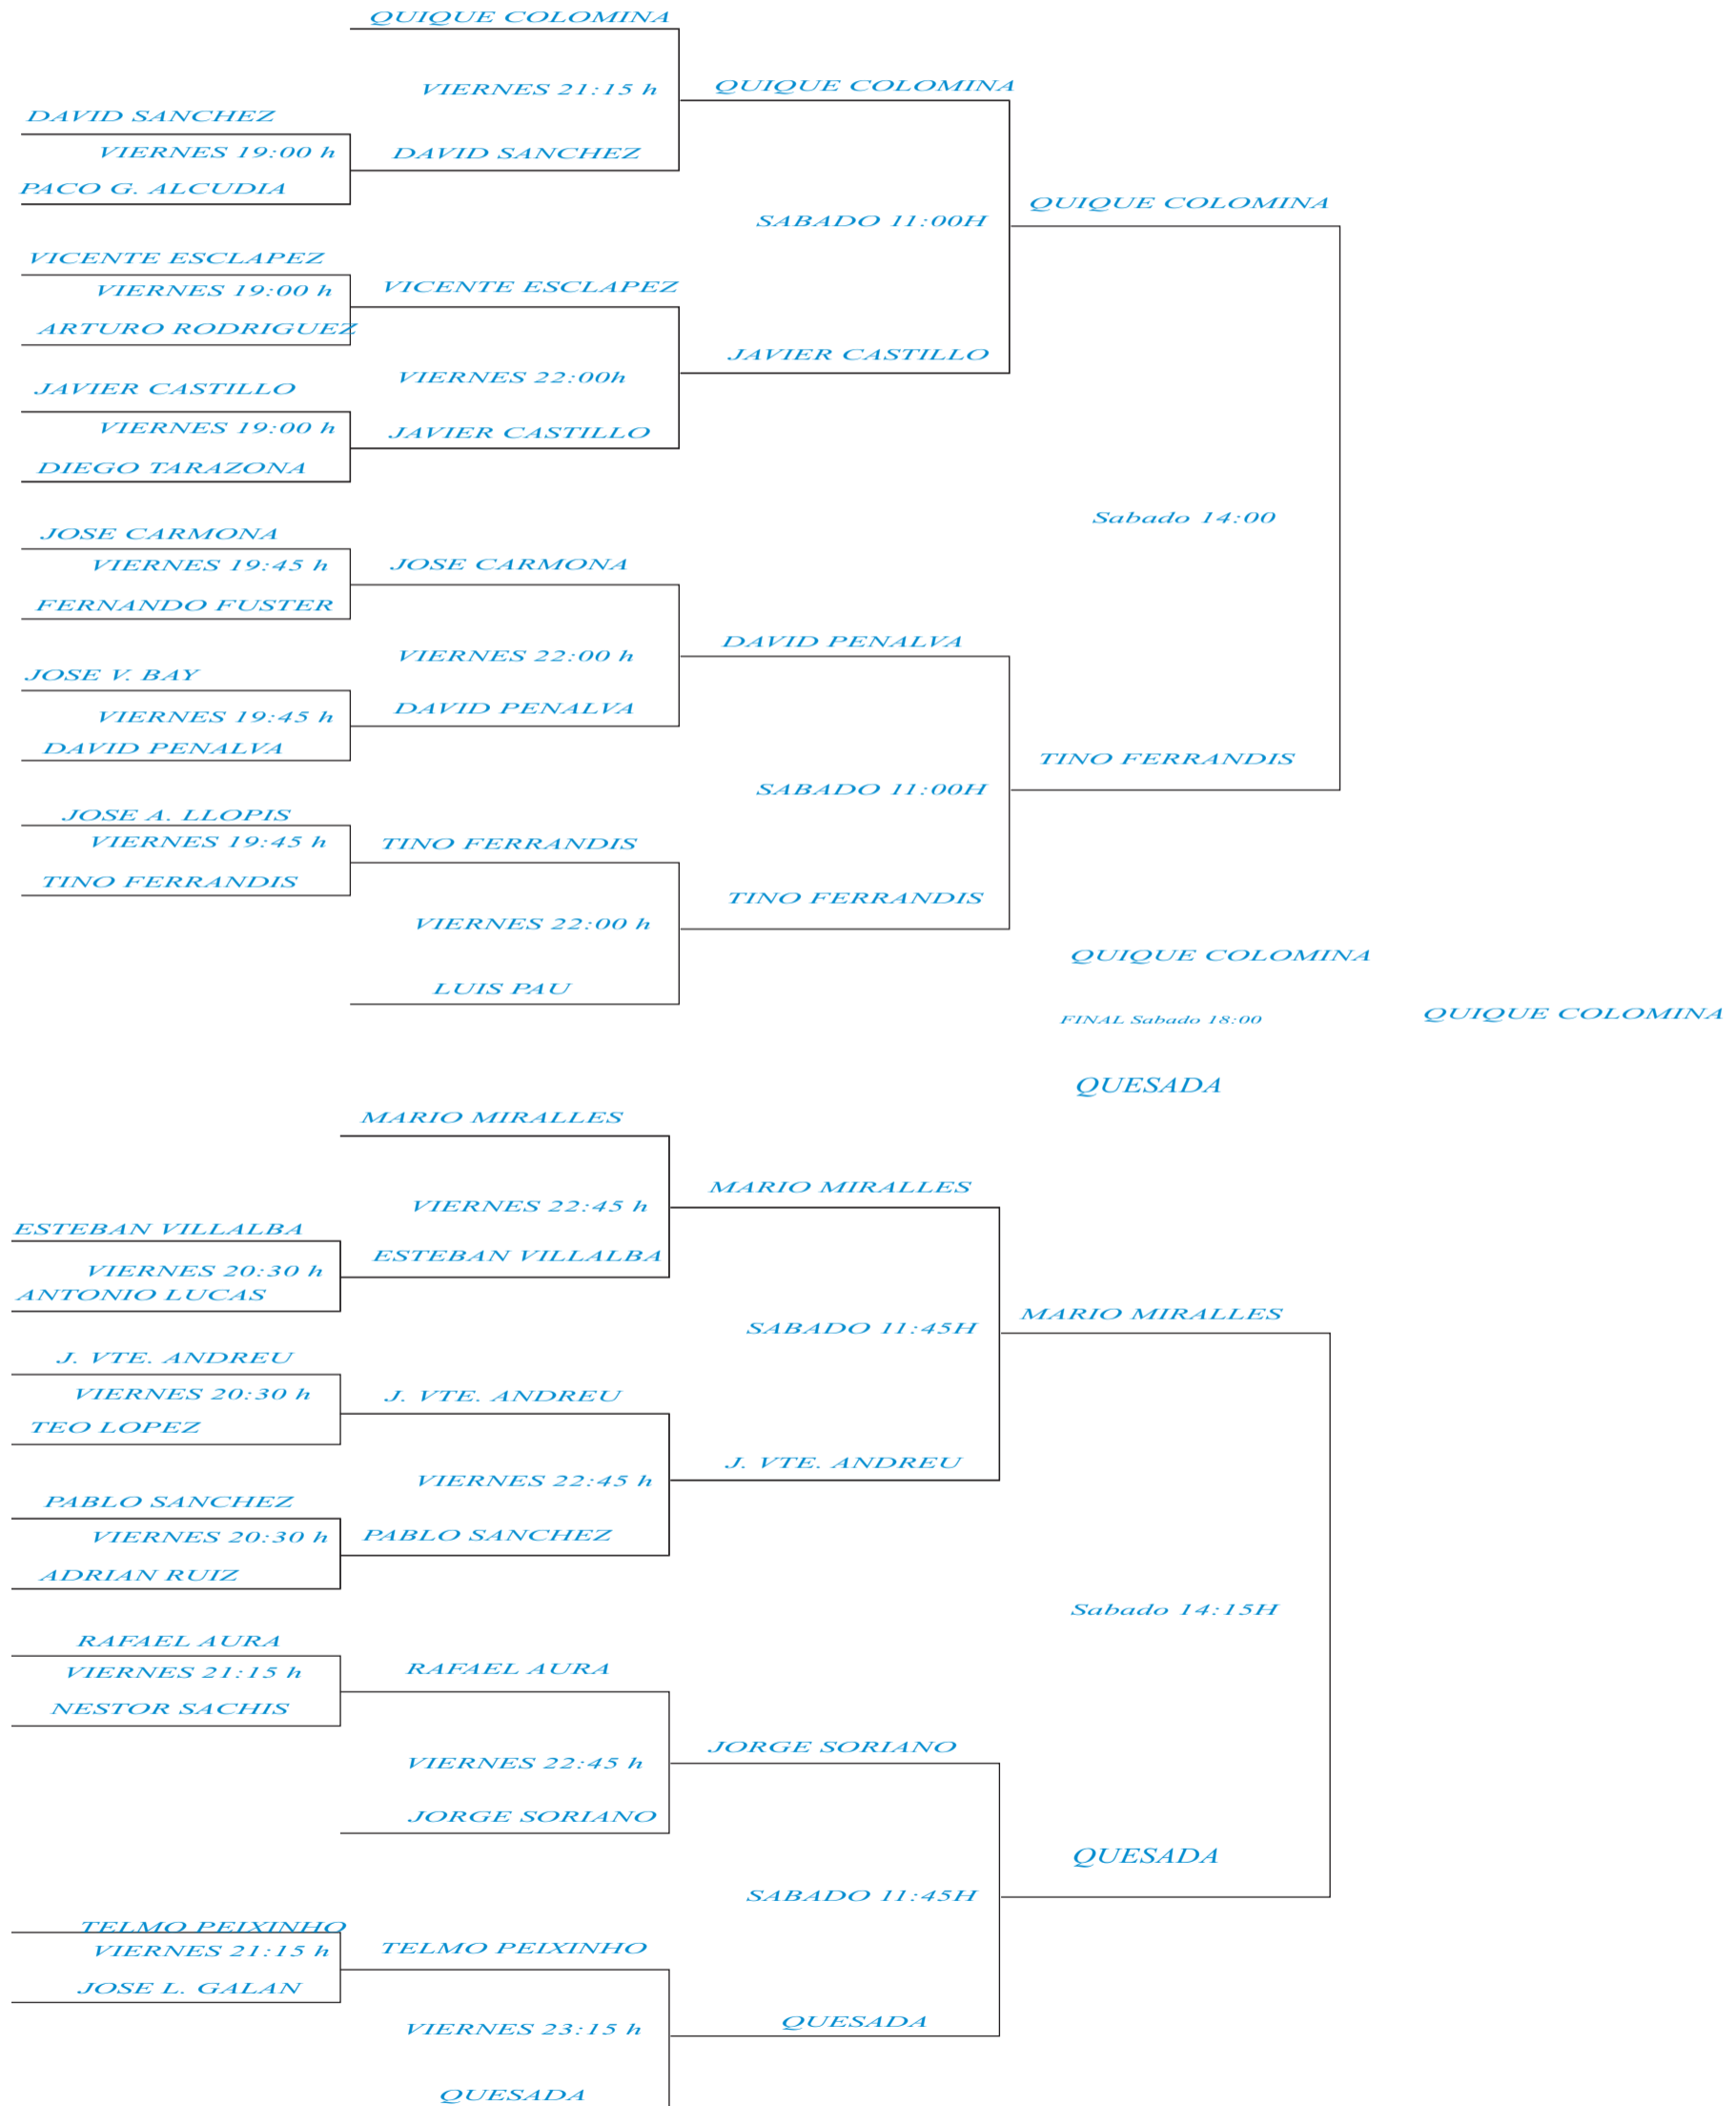 QUIQUE COLOMINA
VIERNES 21:15 h
QUIQUE COLOMINA
DAVID SANCHEZ
VIERNES 19:00 h
DAVID SANCHEZ
PACO G. ALCUDIA
QUIQUE COLOMINA
SABADO 11:00H
VICENTE ESCLAPEZ
VIERNES 19:00 h
VICENTE ESCLAPEZ
ARTURO RODRIGUEZ
JAVIER CASTILLO
VIERNES 22:00h
JAVIER CASTILLO
VIERNES 19:00 h
JAVIER CASTILLO
DIEGO TARAZONA
Sabado 14:00
JOSE CARMONA
VIERNES 19:45 h
JOSE CARMONA
FERNANDO FUSTER
DAVID PENALVA
VIERNES 22:00 h
JOSE V. BAY
DAVID PENALVA
VIERNES 19:45 h
DAVID PENALVA
TINO FERRANDIS
SABADO 11:00H
JOSE A. LLOPIS
VIERNES 19:45 h
TINO FERRANDIS
TINO FERRANDIS
TINO FERRANDIS
VIERNES 22:00 h
QUIQUE COLOMINA
LUIS PAU
FINAL Sabado 18:00
QUIQUE COLOMINA
QUESADA
MARIO MIRALLES
MARIO MIRALLES
VIERNES 22:45 h
ESTEBAN VILLALBA
ESTEBAN VILLALBA
VIERNES 20:30 h
ANTONIO LUCAS
MARIO MIRALLES
SABADO 11:45H
J. VTE. ANDREU
VIERNES 20:30 h
J. VTE. ANDREU
TEO LOPEZ
J. VTE. ANDREU
VIERNES 22:45 h
PABLO SANCHEZ
VIERNES 20:30 h
PABLO SANCHEZ
ADRIAN RUIZ
Sabado 14:15H
RAFAEL AURA
VIERNES 21:15 h
RAFAEL AURA
NESTOR SACHIS
JORGE SORIANO
VIERNES 22:45 h
JORGE SORIANO
QUESADA
SABADO 11:45H
TELMO PEIXINHO
VIERNES 21:15 h
TELMO PEIXINHO
JOSE L. GALAN
QUESADA
VIERNES 23:15 h
QUESADA